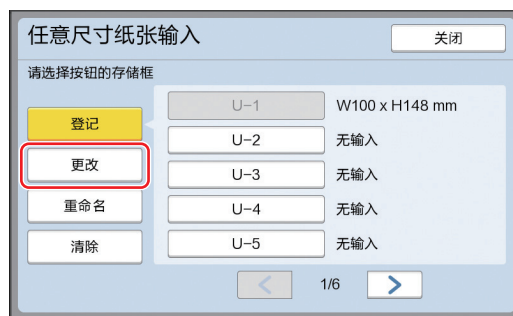 任意尺寸纸张输入
关闭
请选择按钮的存储框
登记
更改
重命名
清除
U-1 W100 x H148 mm
U-2 无输入
U-3 无输入
U-4 无输入
U-5 无输入
1/6